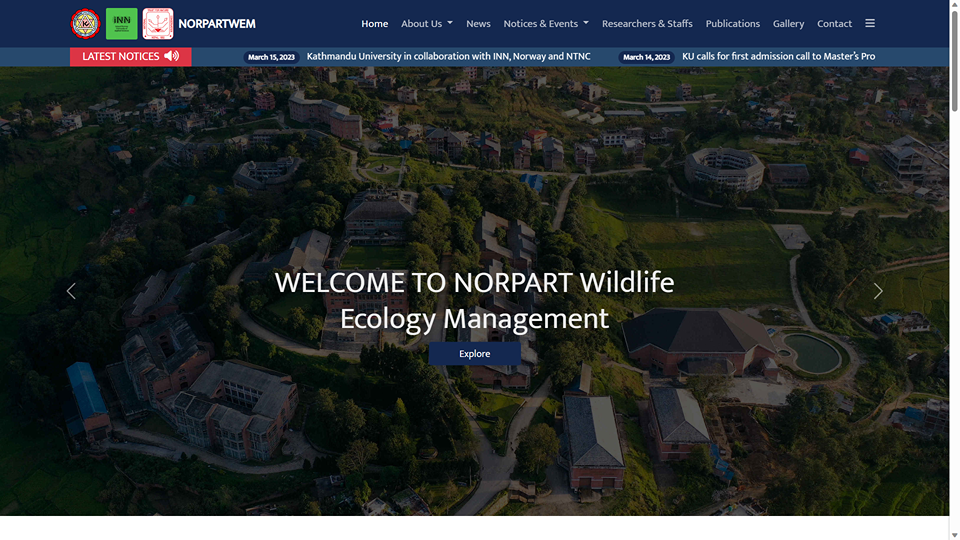 INN
NORPARTWEM
Home
About Us
News
Notices & Events
Researchers & Staffs
Publications
Gallery
Contact
LATEST NOTICES
March 15, 2023
Kathmandu University in collaboration with INN, Norway and NTNC
March 14, 2023
KU calls for first admission call to Master's Pro
WELCOME TO NORPART Wildlife
Ecology Management
Explore